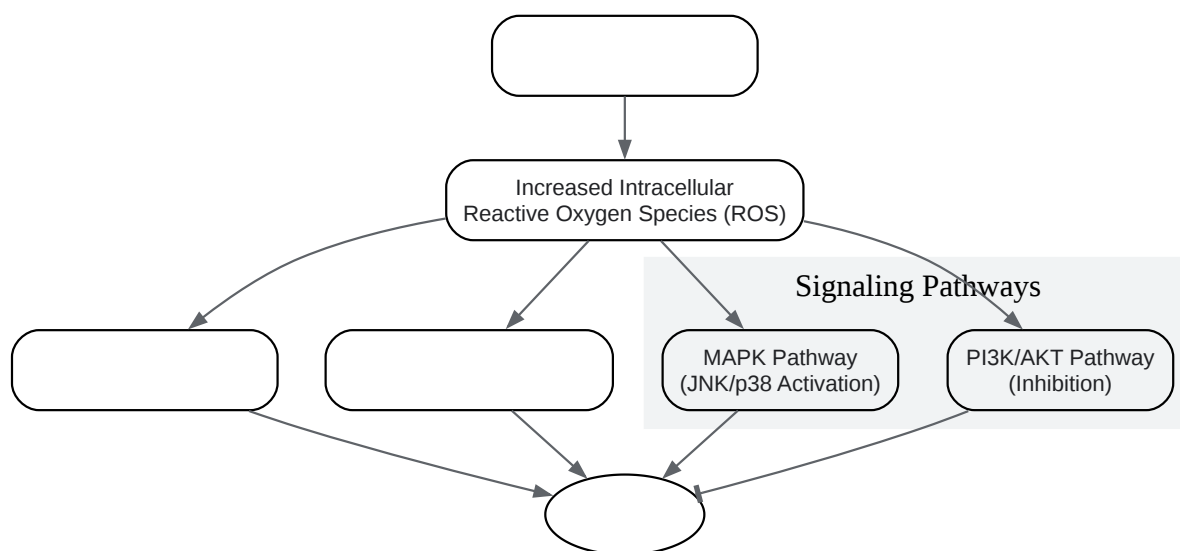 Increased Intracellular
Reactive Oxygen Species (ROS)
Signaling Pathways
MAPK Pathway
(JNK/p38 Activation)
PI3K/AKT Pathway
(Inhibition)